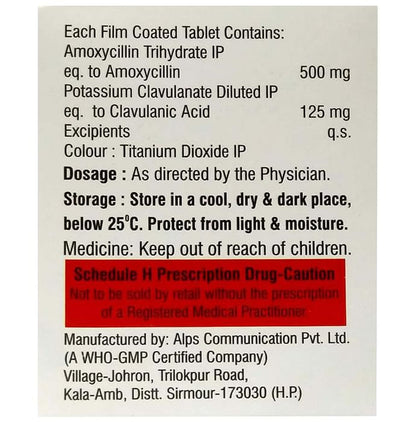 Each Film Coated Tablet Contains:
Amoxycillin Trihydrate IP
eq. to Amoxycillin 500 mg
Potassium Clavulanate Diluted IP
eq. to Clavulanic Acid 125 mg
Excipients q.s.
Colour : Titanium Dioxide IP
Dosage : As directed by the Physician.
Storage : Store in a cool, dry & dark place,
below 25⁰C. Protect from light & moisture.
Medicine: Keep out of reach of children.
Schedule H Prescription Drug-Caution
Not to be sold by retail without the prescription
of a Registered Medical Practitioner.
Manufactured by: Alps Communication Pvt. Ltd.
(A WHO-GMP Certified Company)
Village-Johron, Trilokpur Road,
Kala-Amb, Distt. Sirmour-173030 (H.P.)